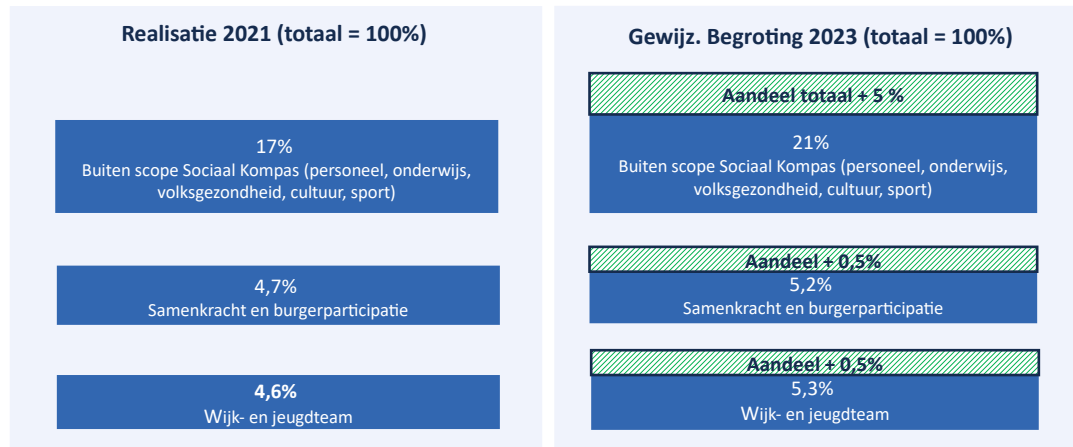 Realisatie 2021 (totaal = 100%)
17%
Buiten scope Sociaal Kompas (personeel, onderwijs,
volksgezondheid, cultuur, sport)
4,7%
Samenkracht en burgerparticipatie
4,6%
Wijk- en jeugdteam
Gewijz. Begroting 2023 (totaal = 100%)
Aandeel totaal + 5 %
21%
Buiten scope Sociaal Kompas (personeel, onderwijs,
volksgezondheid, cultuur, sport)
Aandeel + 0,5%
5,2%
Samenkracht en burgerparticipatie
Aandeel + 0,5%
5,3%
Wijk- en jeugdteam